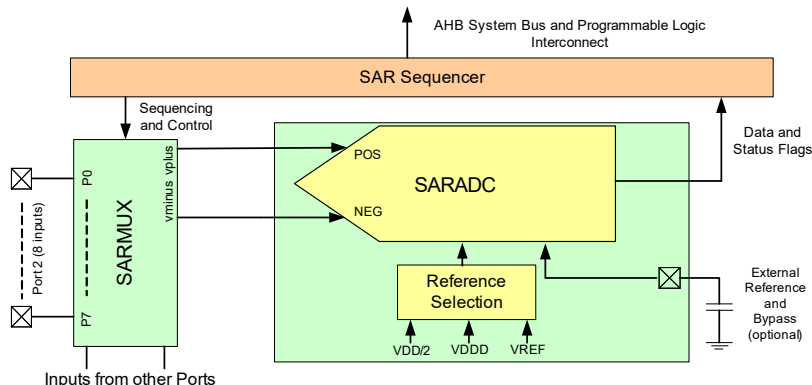 AHB System Bus and Programmable Logic
Interconnect
SAR Sequencer
Sequencing
and Control
Data and
Status Flags
vminus vplus
P0
SARMUX
Port 2 (8 inputs)
P7
POS
SARADC
NEG
Reference
Selection
External
Reference
and
Bypass
(optional)
VDD/2 VDDD VREF
Inputs from other Ports